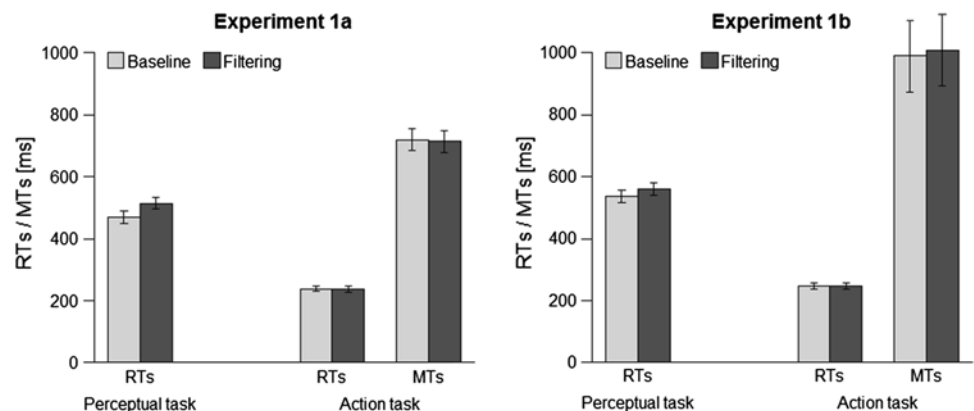 Experiment 1a
Baseline Filtering
RTs / MTs [ms]
1000
800
600
400
200
0
RTs RTs MTs
Perceptual task Action task
Experiment 1b
Baseline Filtering
RTs / MTs [ms]
1000
800
600
400
200
0
RTs RTs MTs
Perceptual task Action task